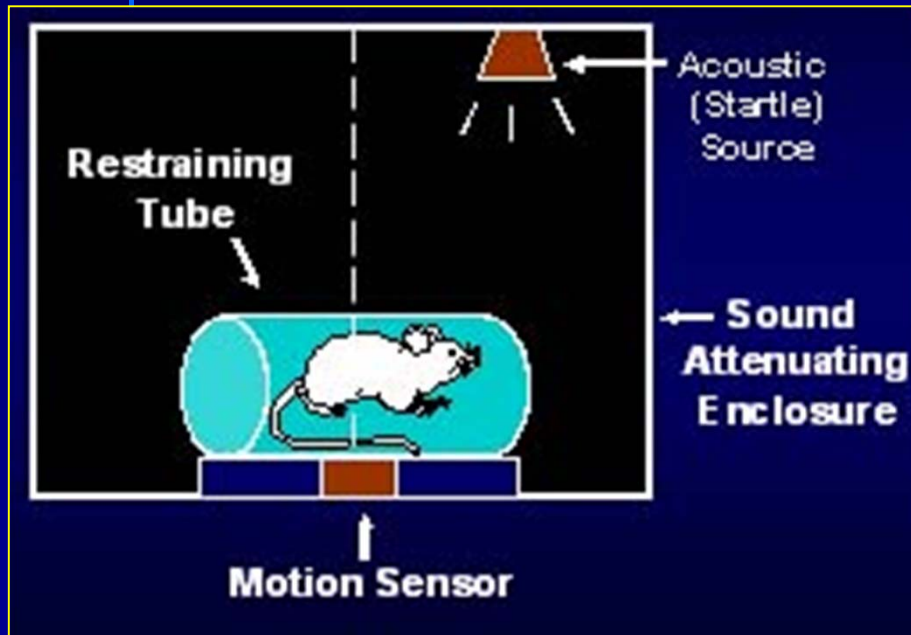 Acoustic
(Startle)
Source
Restraining
Tube
Sound
Attenuating
Enclosure
Motion Sensor